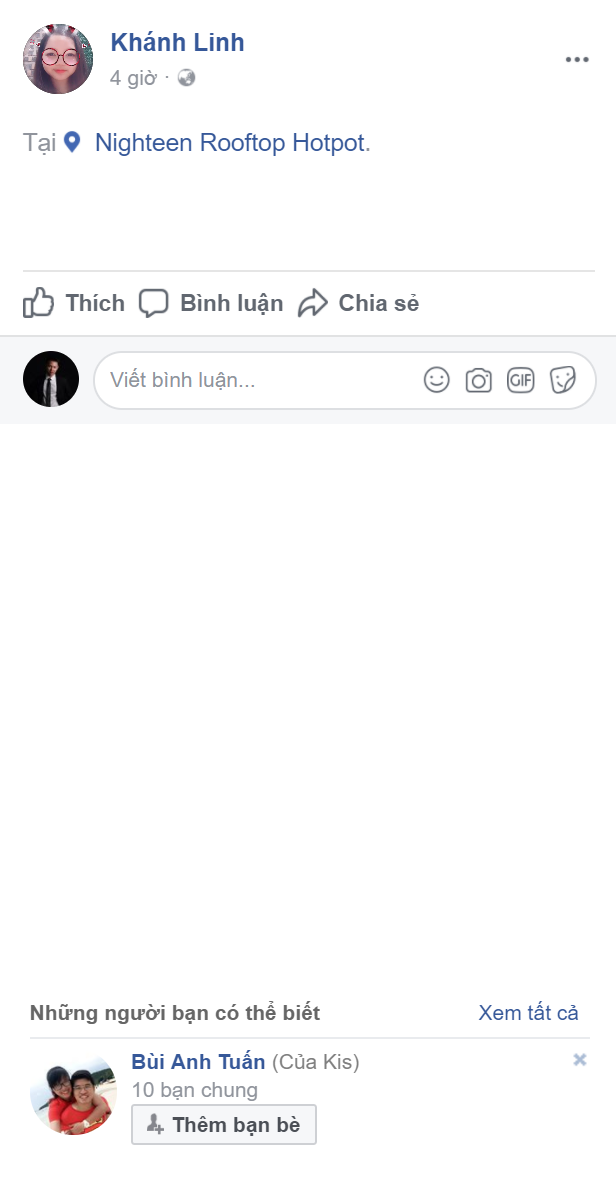 Khánh Linh
4 giờ ·
Tại Nighteen Rooftop Hotpot.
Thích Bình luận Chia sẻ
Viết bình luận...
GIF
Những người bạn có thể biết Xem tất cả
Bùi Anh Tuấn (Của Kis)
10 bạn chung
Thêm bạn bè